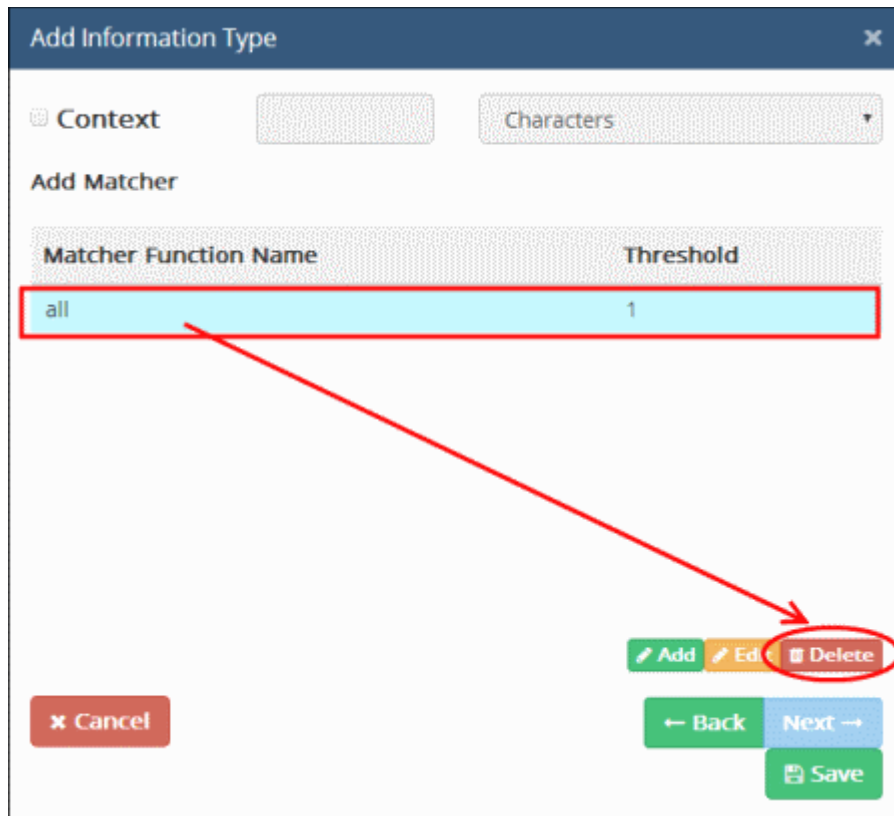 Add Information Type ×
Context Characters
Add Matcher
Matcher Function Name Threshold
all 1
Add Edit Delete
× Cancel ← Back Next →
Save